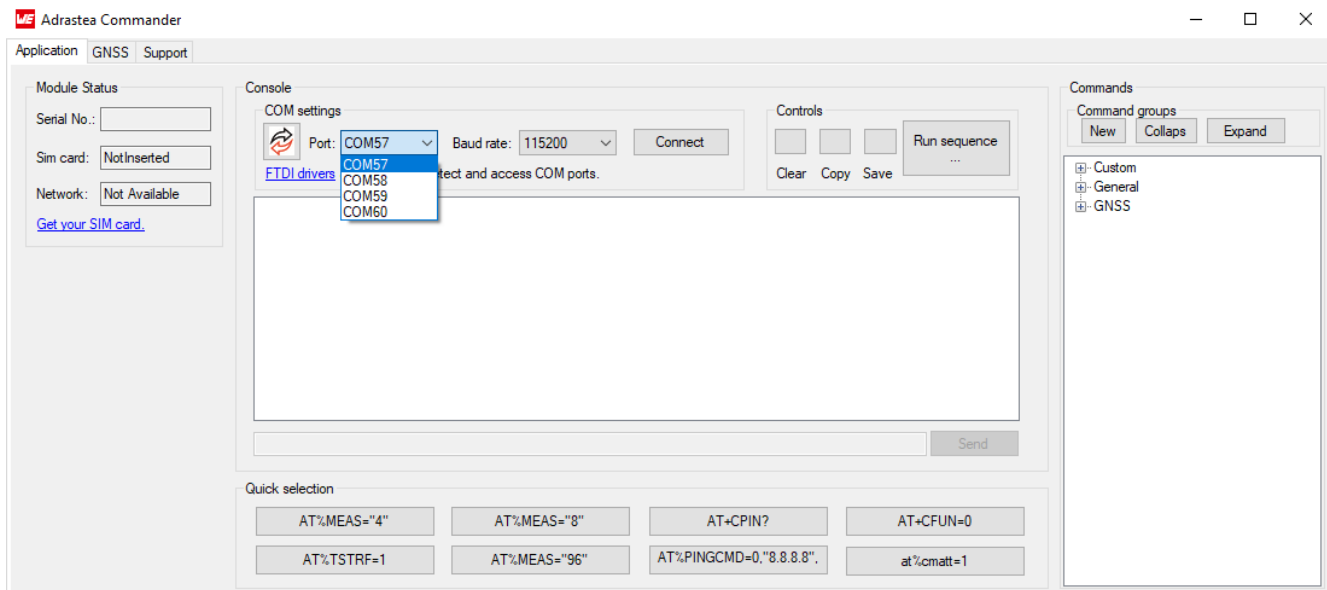 WE Adrastea Commander
Application GNSS Support
Module Status
Serial No.:
Sim card: NotInserted
Network: Not Available
Get your SIM card.
Console
COM settings
Port: COM57 Baud rate: 115200 Connect
COM57
COM58
COM59
COM60
FTDI drivers
and access COM ports.
Controls
Clear Copy Save
Run sequence
...
Send
Quick selection
AT%MEAS="4" AT%MEAS="8" AT+CPIN? AT+CFUN=0
AT%TSTRF=1 AT%MEAS="96" AT%PINGCMD=0,"8.8.8.8", at%cmatt=1
Commands
Command groups
New Collaps Expand
Custom
General
GNSS